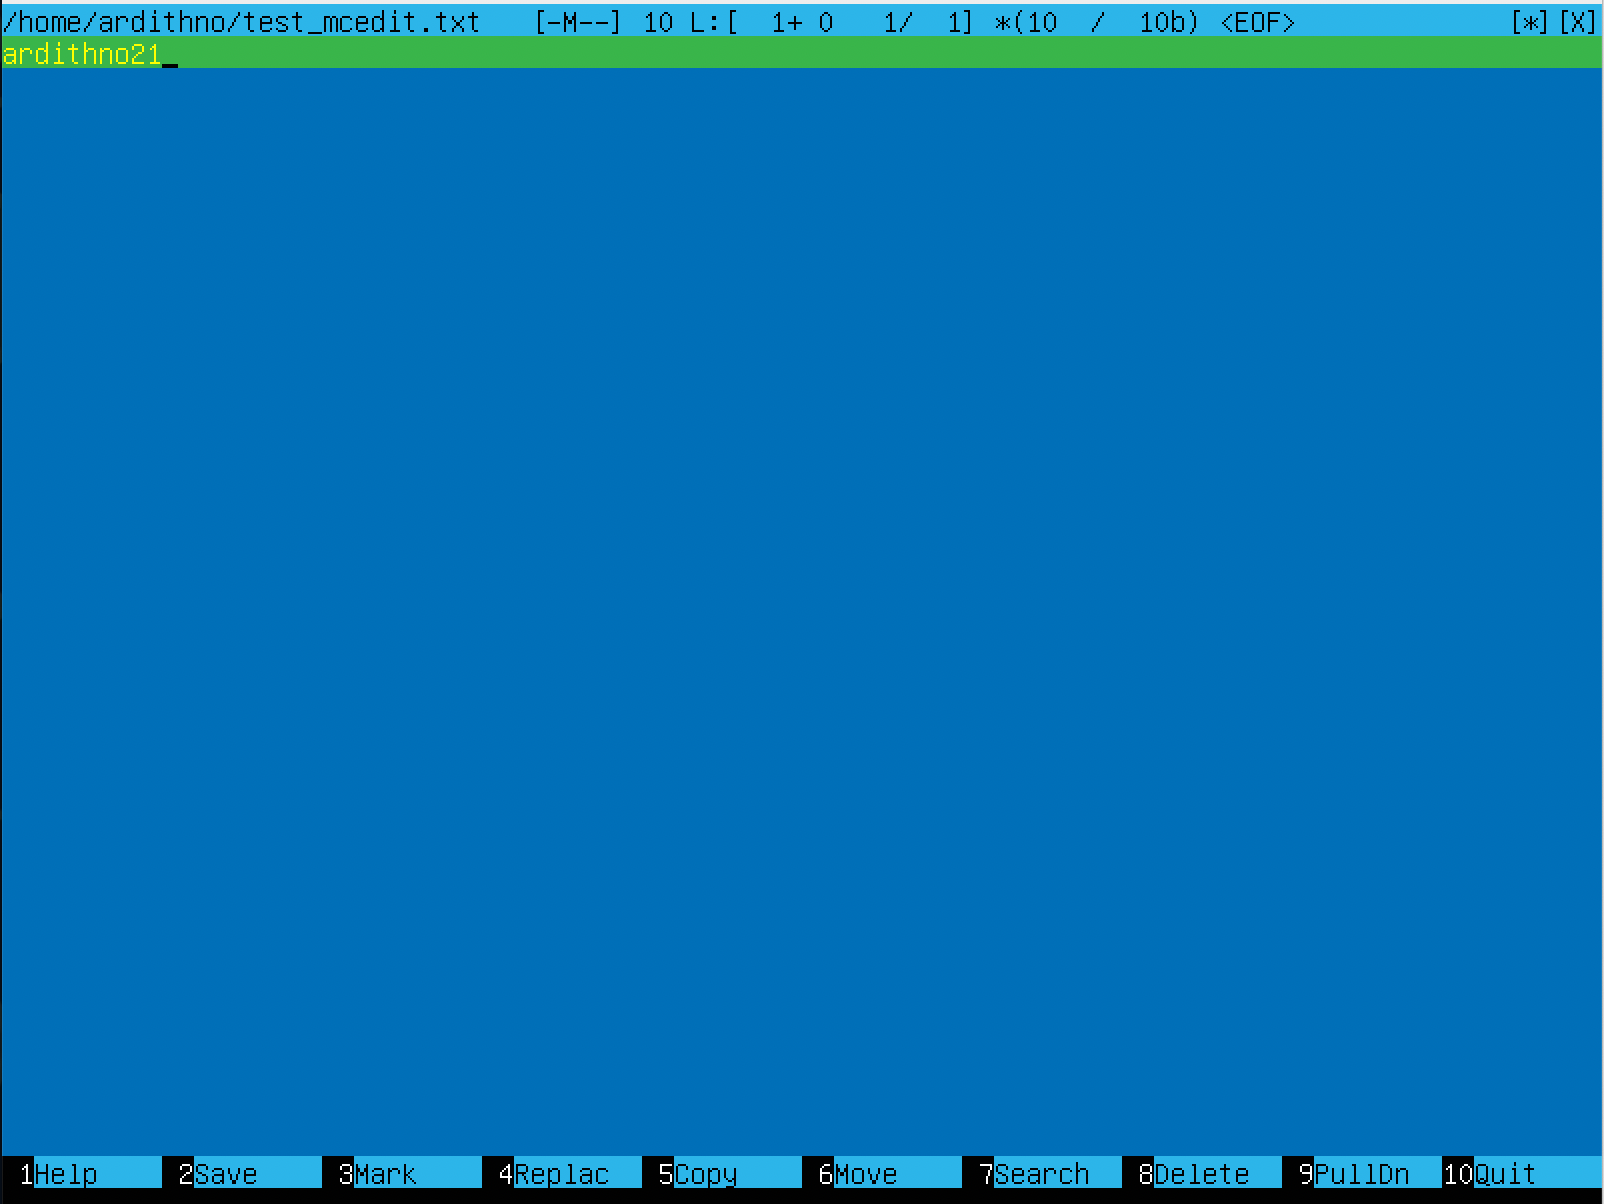 /home/ardithno/test_mcedit.txt   [-M--] 10 L:[  1+ 0   1/  1] *(10  /  10b) <EOF>   [*][X]
ardithno21_
1Help 2Save 3Mark 4Replac 5Copy 6Move 7Search 8Delete 9PullDn 10Quit